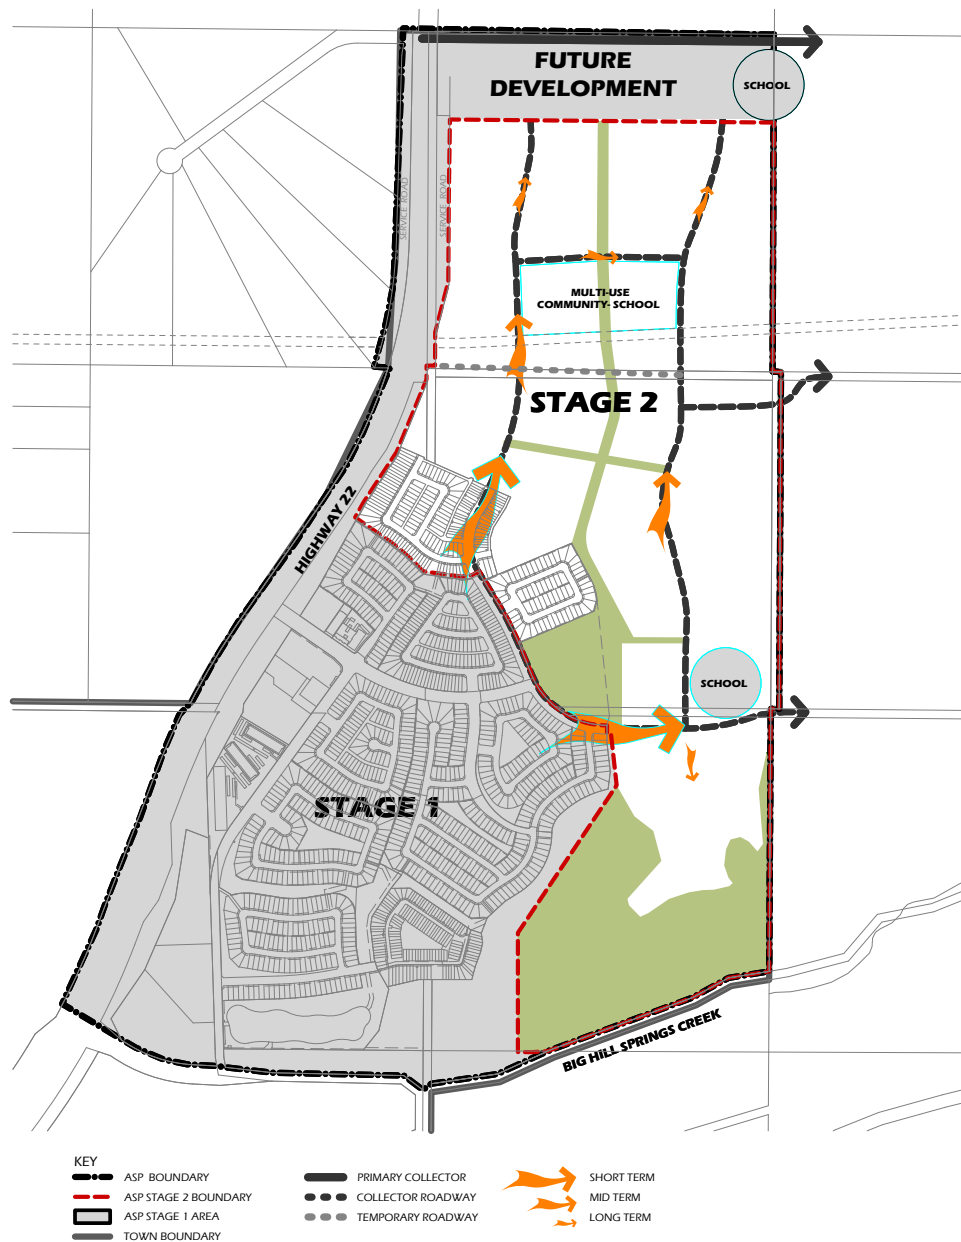 FUTURE
DEVELOPMENT
SCHOOL
SERVICE ROAD
SERVICE ROAD
MULTI-USE
COMMUNITY-SCHOOL
STAGE 2
HIGHWAY 22
SCHOOL
STAGE 1
BIG HILL SPRINGS CREEK
KEY
ASP BOUNDARY
ASP STAGE 2 BOUNDARY
ASP STAGE 1 AREA
TOWN BOUNDARY
PRIMARY COLLECTOR
COLLECTOR ROADWAY
TEMPORARY ROADWAY
SHORT TERM
MID TERM
LONG TERM